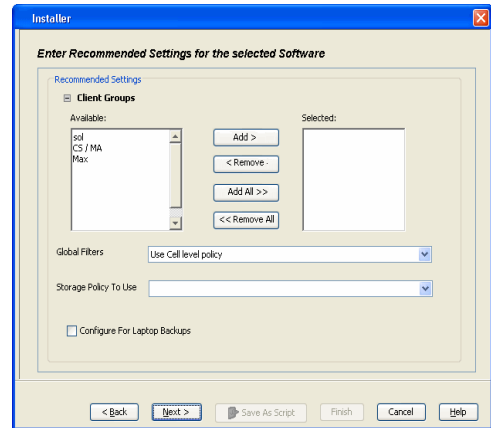 Installer
Enter Recommended Settings for the selected Software
Recommended Settings
Client Groups
Available:
Selected:
sol
CS / MA
Max
Add >
< Remove -
Add All >>
<< Remove All
Global Filters
Use Cell level policy
Storage Policy To Use
Configure For Laptop Backups
< Back
Next >
Save As Script
Finish
Cancel
Help